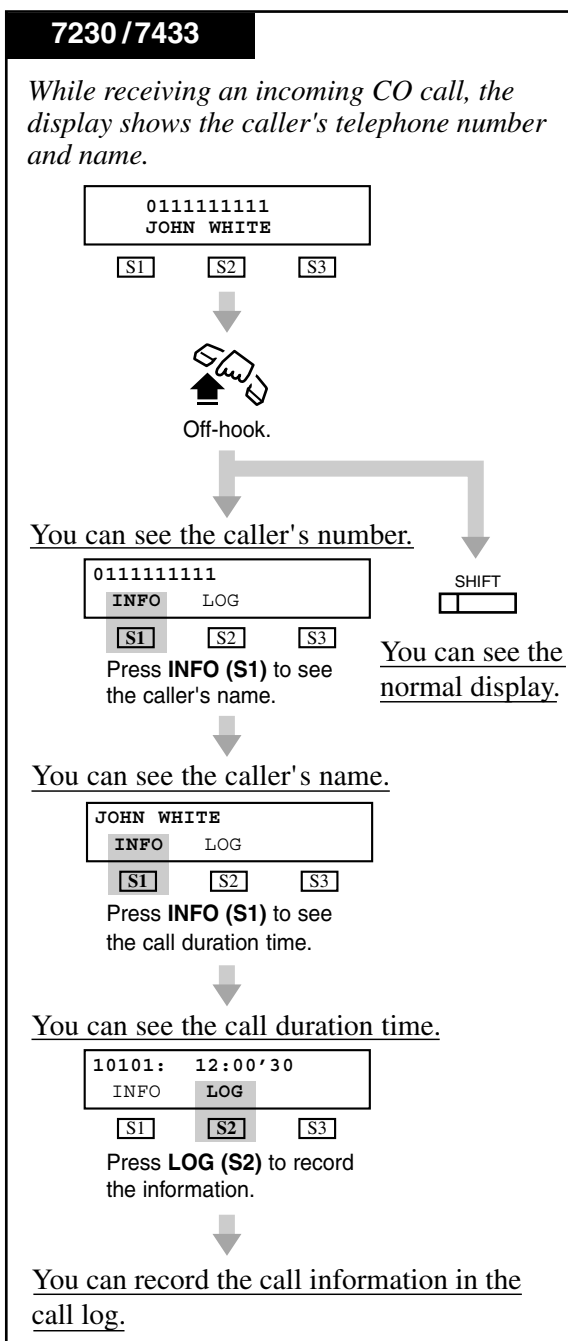 7230/7433
While receiving an incoming CO call, the
display shows the caller's telephone number
and name.
0111111111
JOHN WHITE
S1 S2 S3
Off-hook.
You can see the caller's number.
0111111111
INFO LOG
S1 S2 S3
Press INFO (S1) to see
the caller's name.
SHIFT
You can see the
normal display.
You can see the caller's name.
JOHN WHITE
INFO LOG
S1 S2 S3
Press INFO (S1) to see
the call duration time.
You can see the call duration time.
10101: 12:00'30
INFO LOG
S1 S2 S3
Press LOG (S2) to record
the information.
You can record the call information in the
call log.